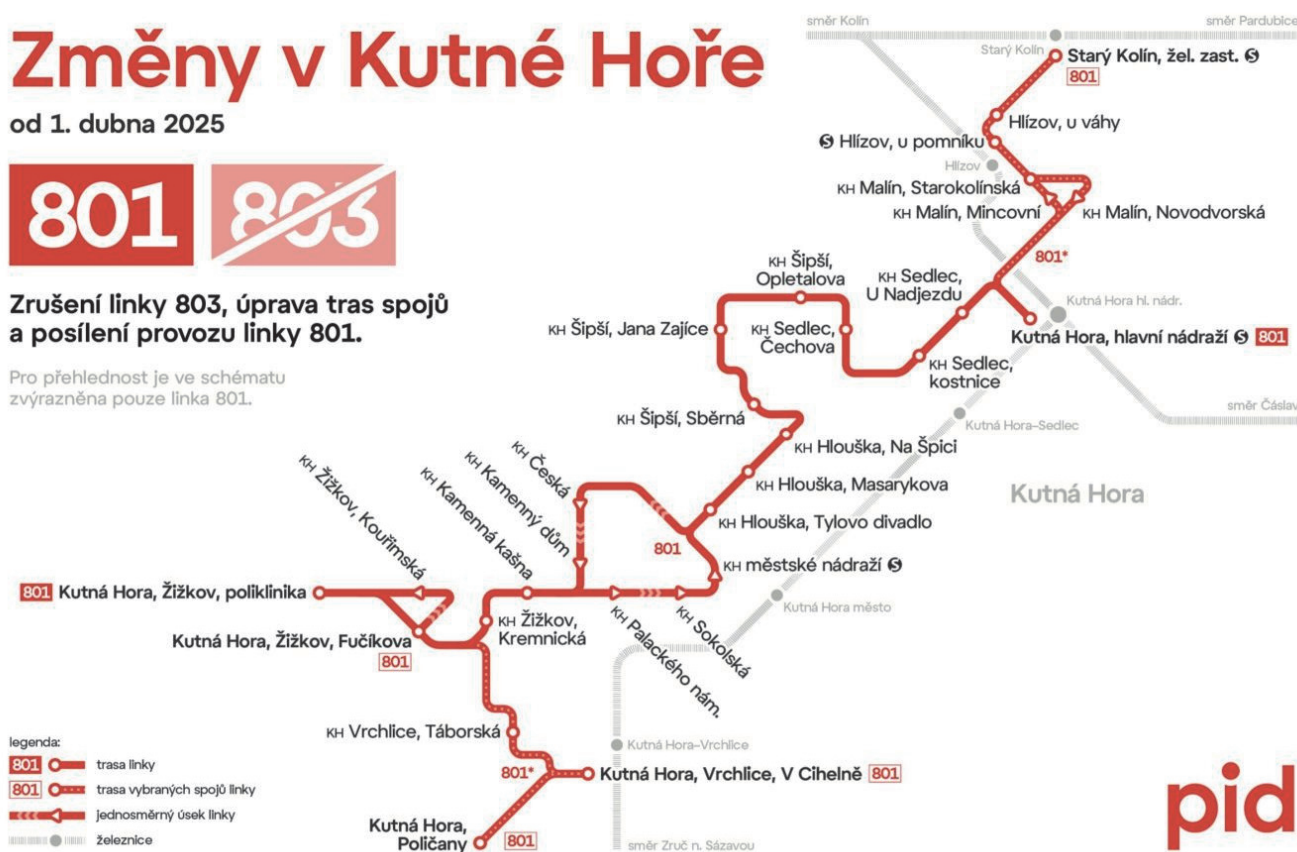 Změny v Kutné Hoře
od 1. dubna 2025
801
803
Zrušení linky 803, úprava tras spojů
a posílení provozu linky 801.
Pro přehlednost je ve schématu
zvýrazněna pouze linka 801.
směr Kolín
směr Pardubice
Starý Kolín
Starý Kolín, žel. zast. S
801
Hlízov, u váhy
S Hlízov, u pomníku
Hlízov
KH Malín, Starokolínská
KH Malín, Mincovní
KH Malín, Novodvorská
801*
KH Šipší,
Opletalova
KH Sedlec,
U Nadjezdu
Kutná Hora hl. nádr.
KH Šipší, Jana Zajíce
KH Sedlec,
Čechova
Kutná Hora, hlavní nádraží S 801
KH Sedlec,
kostnice
směr Čáslav
KH Šipší, Sběrná
Kutná Hora-Sedlec
KH Hlouška, Na Špici
KH Hlouška, Masarykova
Kutná Hora
KH Hlouška, Tylovo divadlo
KH Česká
KH Kamenný dům
KH Kamenná kašna
KH Žižkov, Kouřimská
801
KH městské nádraží S
801 Kutná Hora, Žižkov, poliklinika
Kutná Hora město
Kutná Hora, Žižkov, Fučíkova
801
KH Žižkov,
Kremnická
KH Palackého nám.
KH Sokolská
KH Vrchlice, Táborská
Kutná Hora-Vrchlice
801*
Kutná Hora, Vrchlice, V Cihelně 801
Kutná Hora,
Poličany
801
směr Zruč n. Sázavou
legenda:
801 trasa linky
801 trasa vybraných spojů linky
jednosměrný úsek linky
železnice
pid